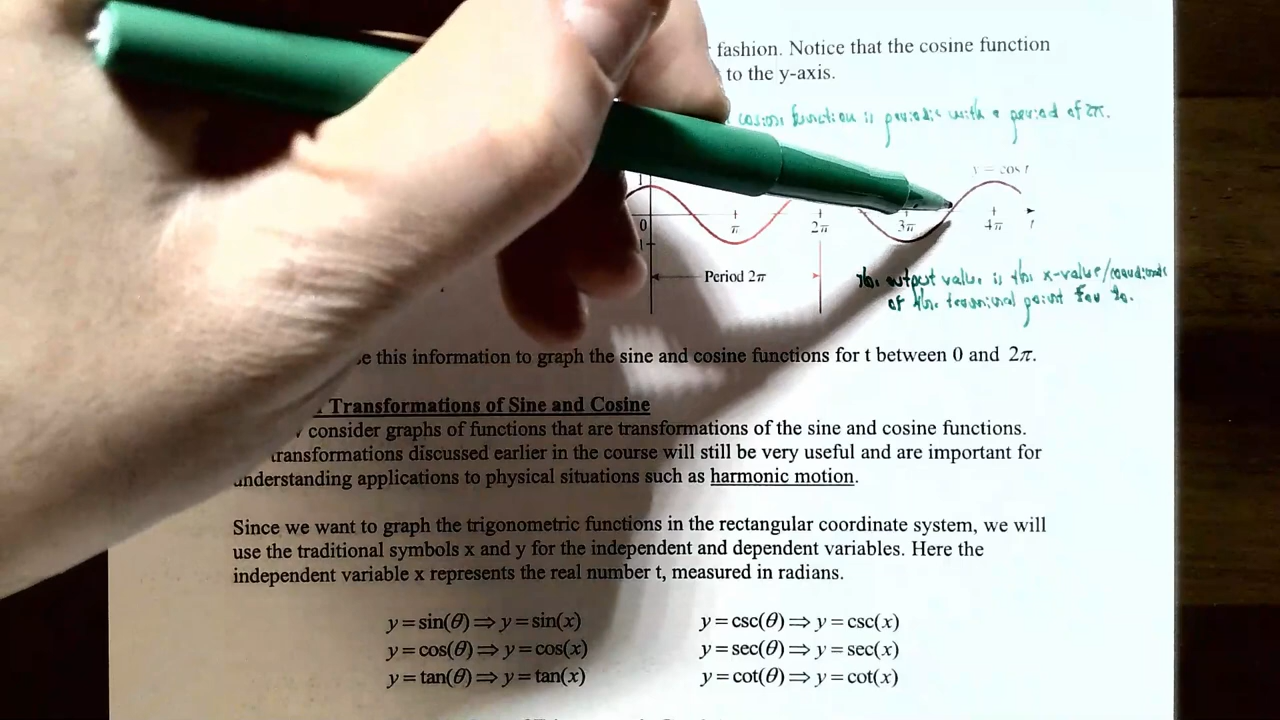 fashion. Notice that the cosine function
to the y-axis.
cosine function is periodic with a period of 2π.
1
y = cos t
0
π
2π
3π
4π
t
1
Period 2π
The output value is the x-value/coordinate
of the terminal point for to.
this information to graph the sine and cosine functions for t between 0 and 2π.
Transformations of Sine and Cosine
consider graphs of functions that are transformations of the sine and cosine functions.
transformations discussed earlier in the course will still be very useful and are important for
understanding applications to physical situations such as harmonic motion.
Since we want to graph the trigonometric functions in the rectangular coordinate system, we will
use the traditional symbols x and y for the independent and dependent variables. Here the
independent variable x represents the real number t, measured in radians.
y = sin(θ) ⇒ y = sin(x)
y = csc(θ) ⇒ y = csc(x)
y = cos(θ) ⇒ y = cos(x)
y = sec(θ) ⇒ y = sec(x)
y = tan(θ) ⇒ y = tan(x)
y = cot(θ) ⇒ y = cot(x)